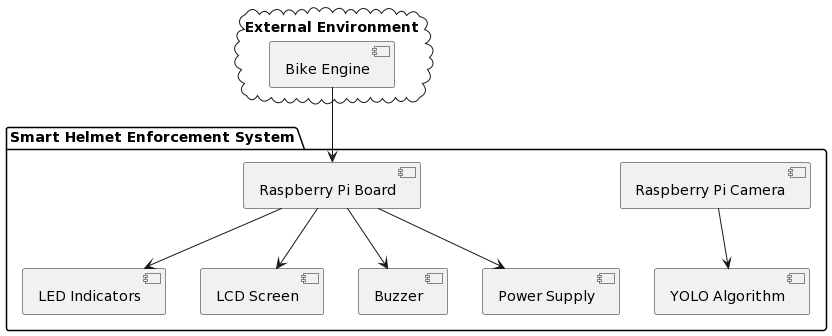 External Environment
Bike Engine
Smart Helmet Enforcement System
Raspberry Pi Board
Raspberry Pi Camera
LED Indicators
LCD Screen
Buzzer
Power Supply
YOLO Algorithm